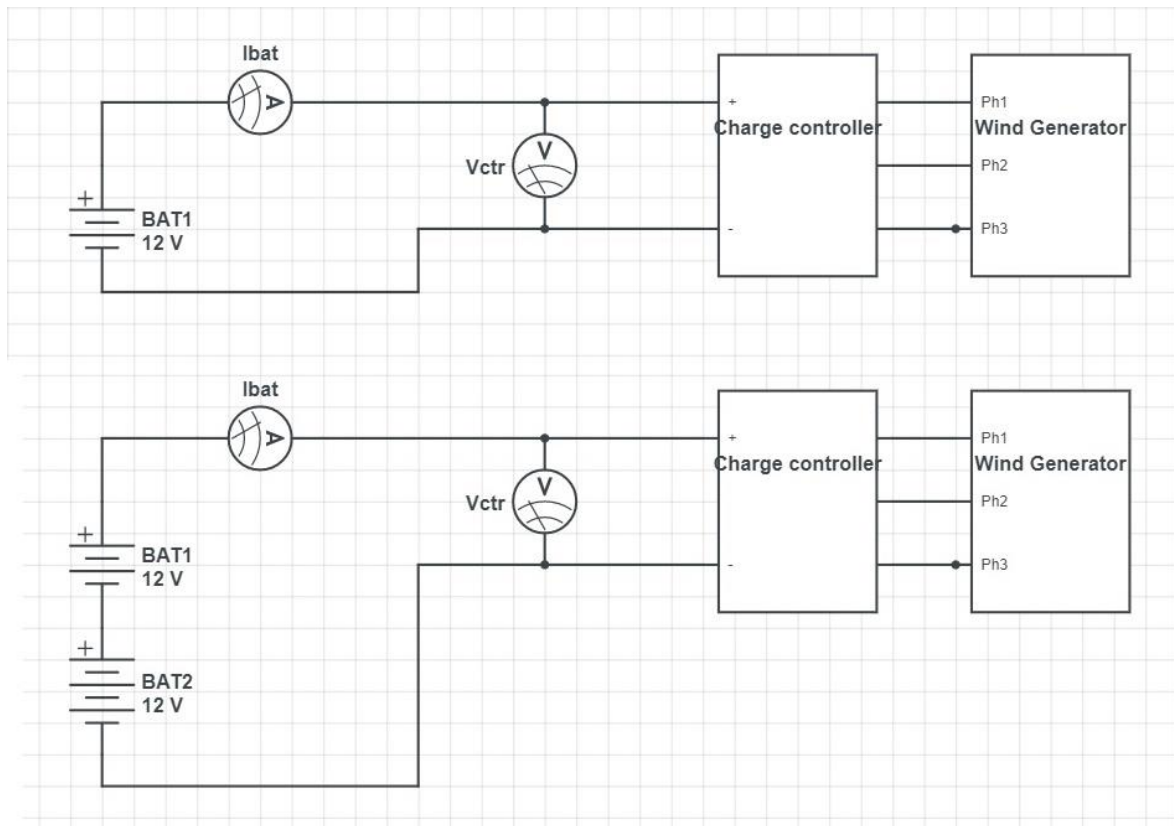 Ibat
A
+
Ph1
Charge controller
Wind Generator
V
Vctr
Ph2
+
BAT1
12 V
-
Ph3
Ibat
A
+
Ph1
Charge controller
Wind Generator
V
Vctr
Ph2
+
BAT1
12 V
-
Ph3
+
BAT2
12 V